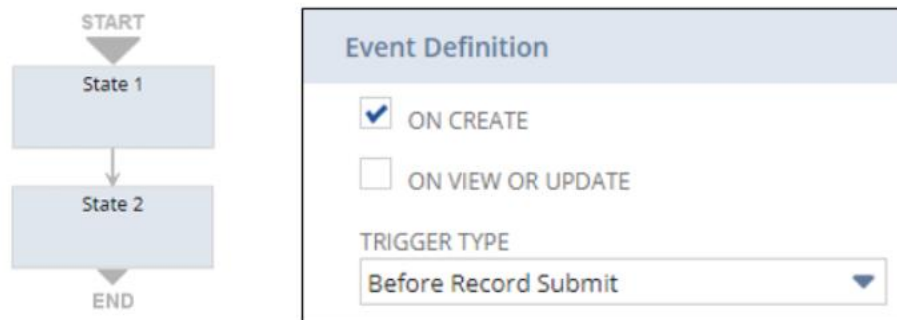 START
State 1
State 2
END
Event Definition
ON CREATE
ON VIEW OR UPDATE
TRIGGER TYPE
Before Record Submit